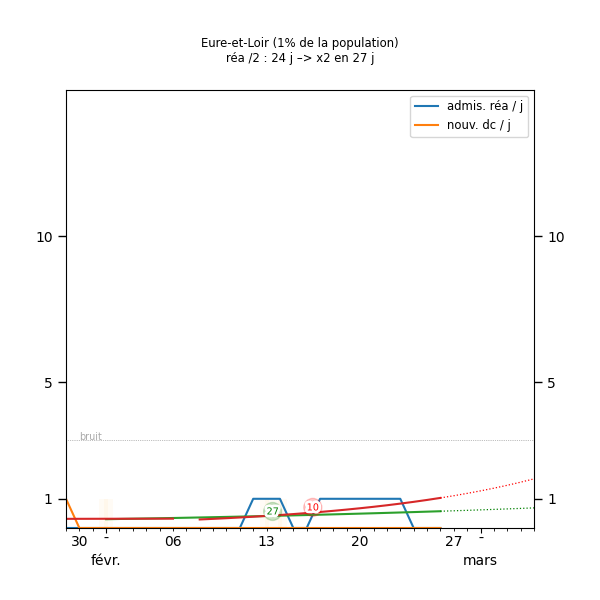 Eure-et-Loir (1% de la population)
réa /2 : 24 j –> x2 en 27 j
admis. réa / j
nouv. dc / j
10 10
5 5
bruit
1 1
27 10
30 - 06 13 20 27 -
févr. mars